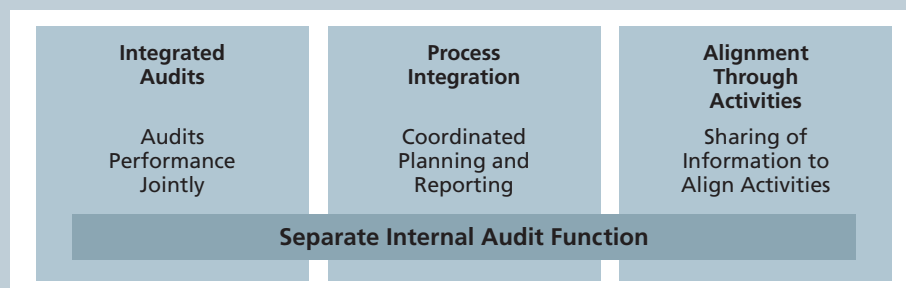 Integrated
Audits
Audits
Performance
Jointly
Process
Integration
Coordinated
Planning and
Reporting
Alignment
Through
Activities
Sharing of
Information to
Align Activities
Separate Internal Audit Function